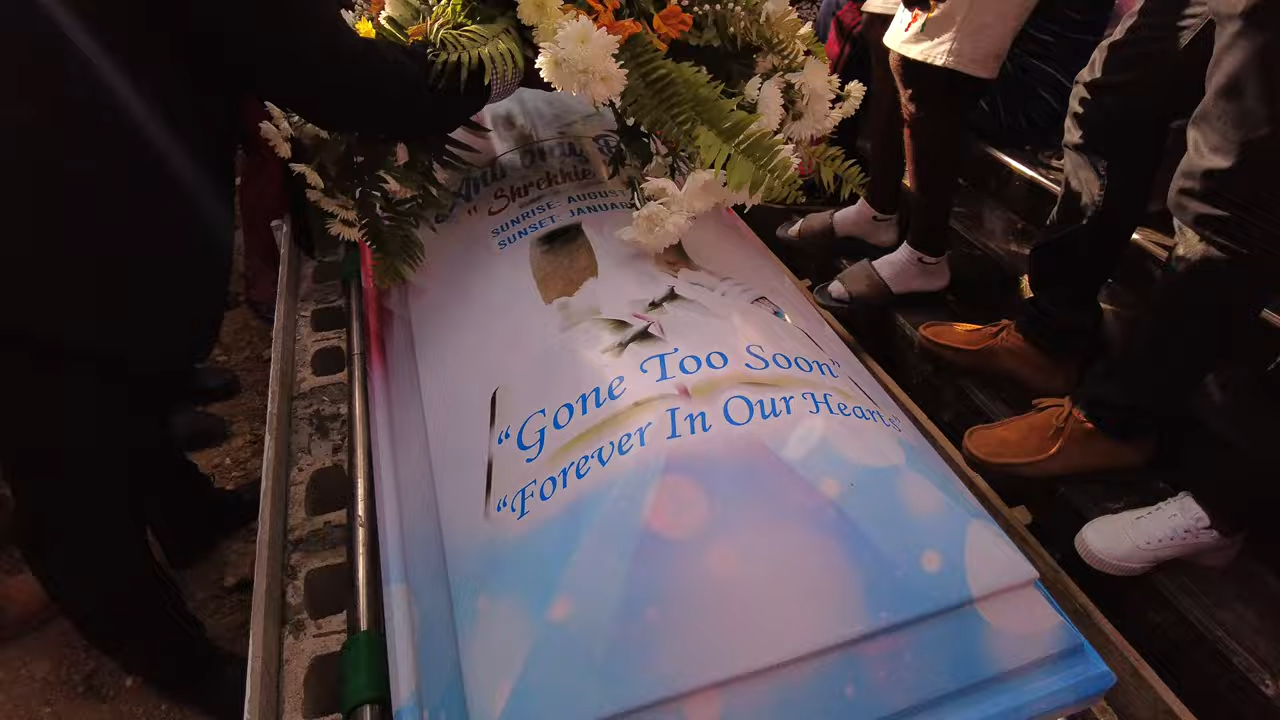 " Shrekkie
SUNRISE: AUGUST
SUNSET: JANUAR
“Gone Too Soon”
“Forever In Our Hearts”